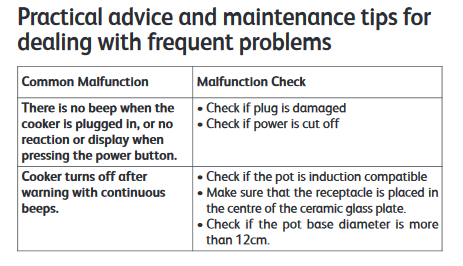 Practical advice and maintenance tips for
dealing with frequent problems
Common Malfunction
Malfunction Check
There is no beep when the
cooker is plugged in, or no
reaction or display when
pressing the power button.
• Check if plug is damaged
• Check if power is cut off
Cooker turns off after
warning with continuous
beeps.
• Check if the pot is induction compatible
• Make sure that the receptacle is placed in
the centre of the ceramic glass plate.
• Check if the pot base diameter is more
than 12cm.